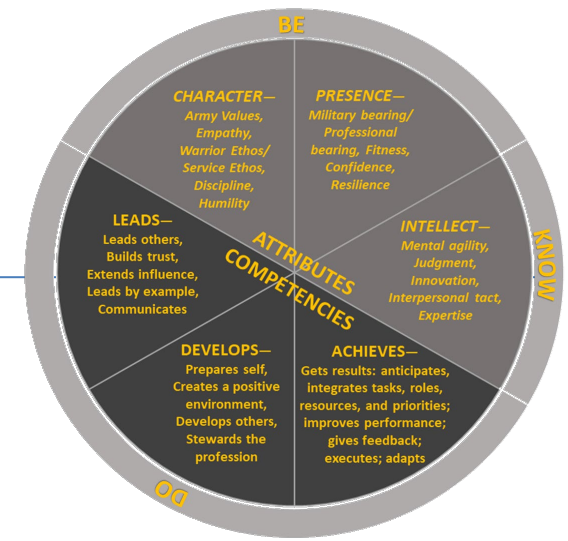 BE
CHARACTER—
Army Values,
Empathy,
Warrior Ethos/
Service Ethos,
Discipline,
Humility
PRESENCE—
Military bearing/
Professional
bearing, Fitness,
Confidence,
Resilience
INTELLECT—
Mental agility,
Judgment,
Innovation,
Interpersonal tact,
Expertise
KNOW
ATTRIBUTES
COMPETENCIES
LEADS—
Leads others,
Builds trust,
Extends influence,
Leads by example,
Communicates
DEVELOPS—
Prepares self,
Creates a positive
environment,
Develops others,
Stewards the
profession
ACHIEVES—
Gets results: anticipates,
integrates tasks, roles,
resources, and priorities;
improves performance;
gives feedback;
executes; adapts
DO